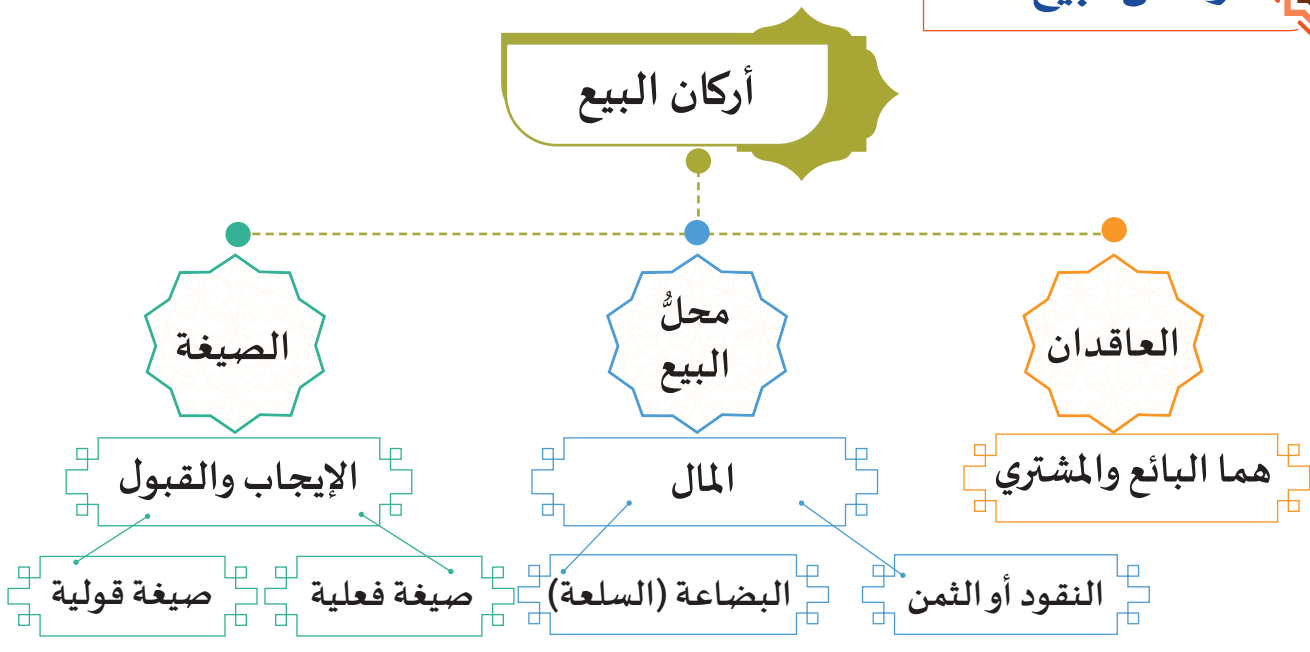 البيع
أركان البيع
العاقدان
محلُّ
البيع
الصيغة
هما البائع والمشتري
المال
الإيجاب والقبول
النقود أو الثمن
البضاعة (السلعة)
صيغة فعلية
صيغة قولية